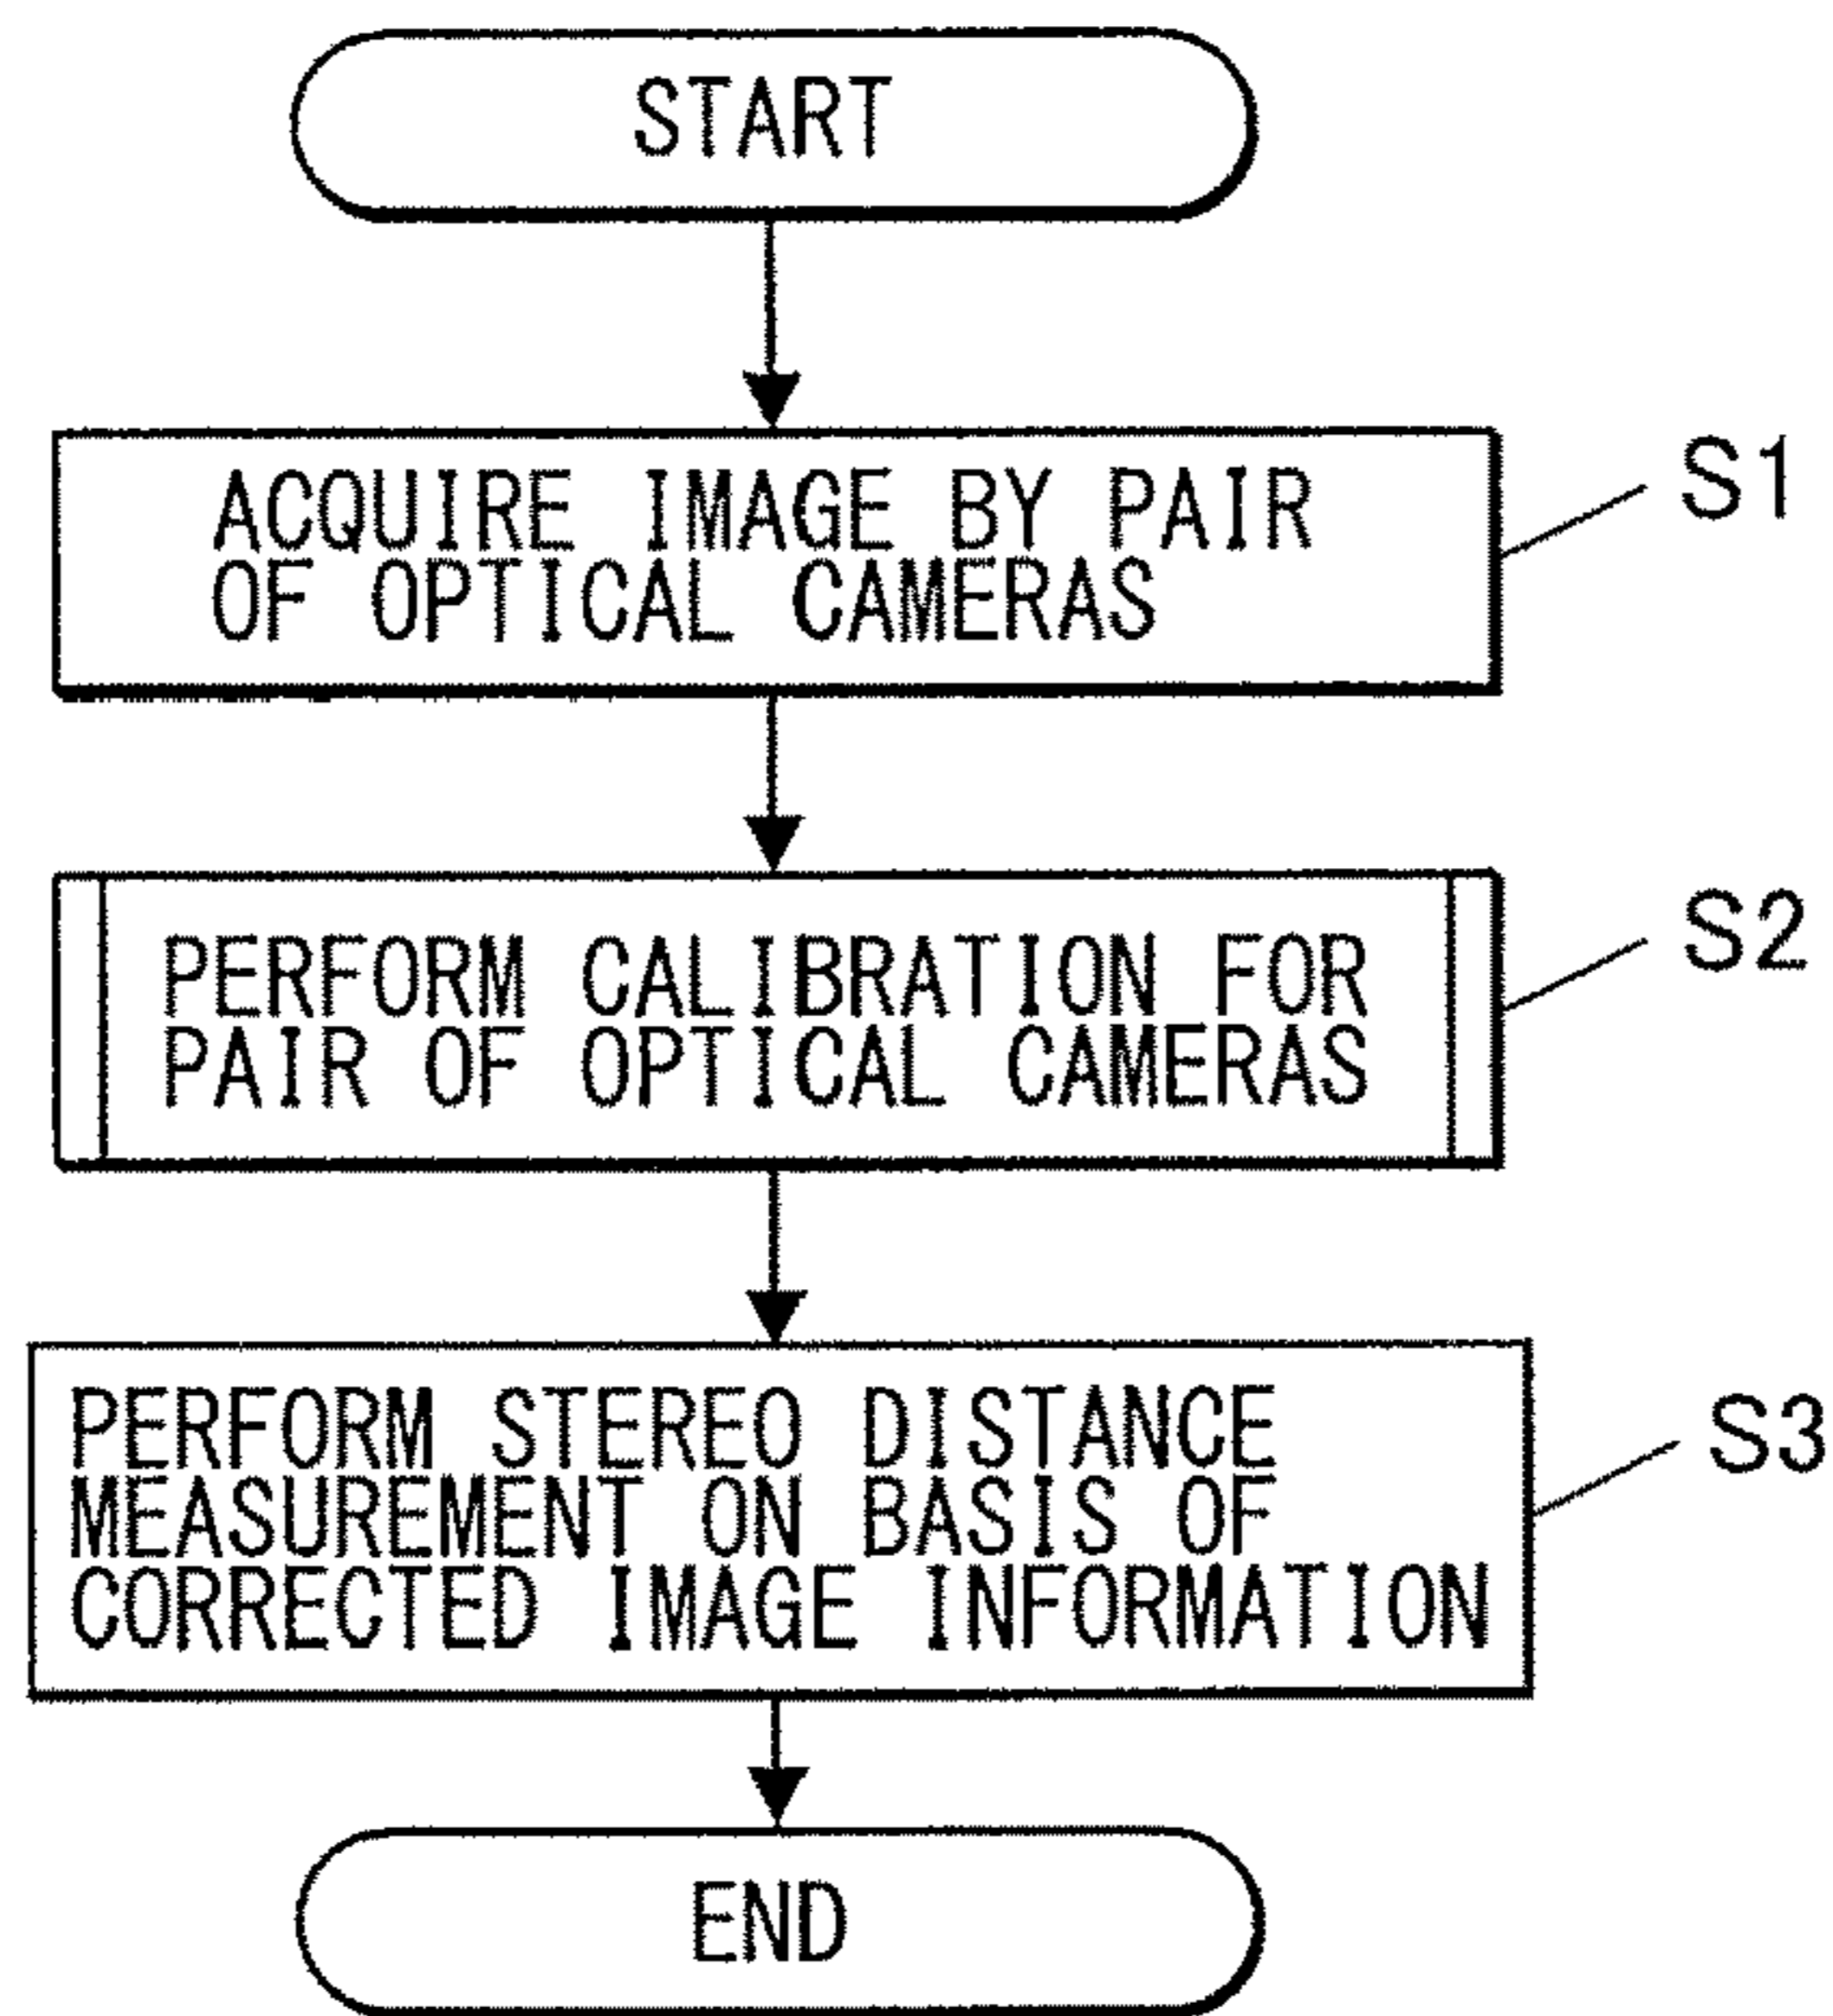 START
ACQUIRE IMAGE BY PAIR
OF OPTICAL CAMERAS
S1
PERFORM CALIBRATION FOR
PAIR OF OPTICAL CAMERAS
S2
PERFORM STEREO DISTANCE
MEASUREMENT ON BASIS OF
CORRECTED IMAGE INFORMATION
S3
END